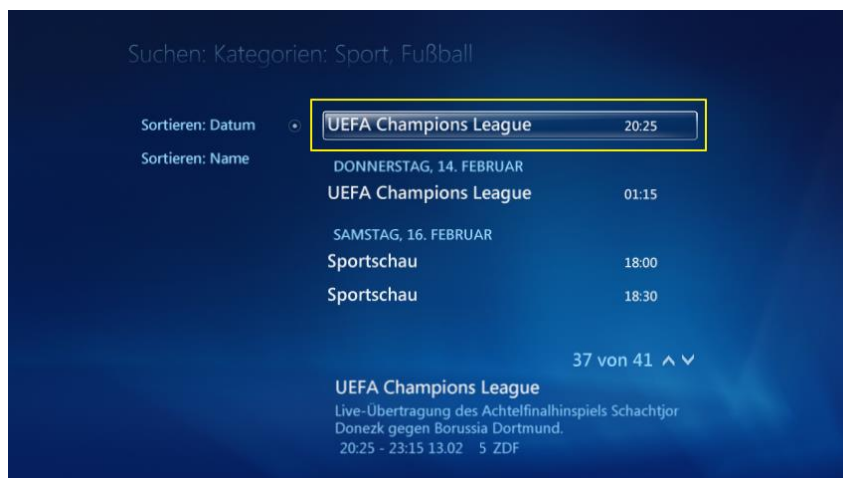 Suchen: Kategorien: Sport, Fußball
Sortieren: Datum
Sortieren: Name
UEFA Champions League 20:25
DONNERSTAG, 14. FEBRUAR
UEFA Champions League 01:15
SAMSTAG, 16. FEBRUAR
Sportschau 18:00
Sportschau 18:30
37 von 41
UEFA Champions League
Live-Übertragung des Achtelfinalhinspiels Schachtjor
Donezk gegen Borussia Dortmund.
20:25 - 23:15 13.02 5 ZDF